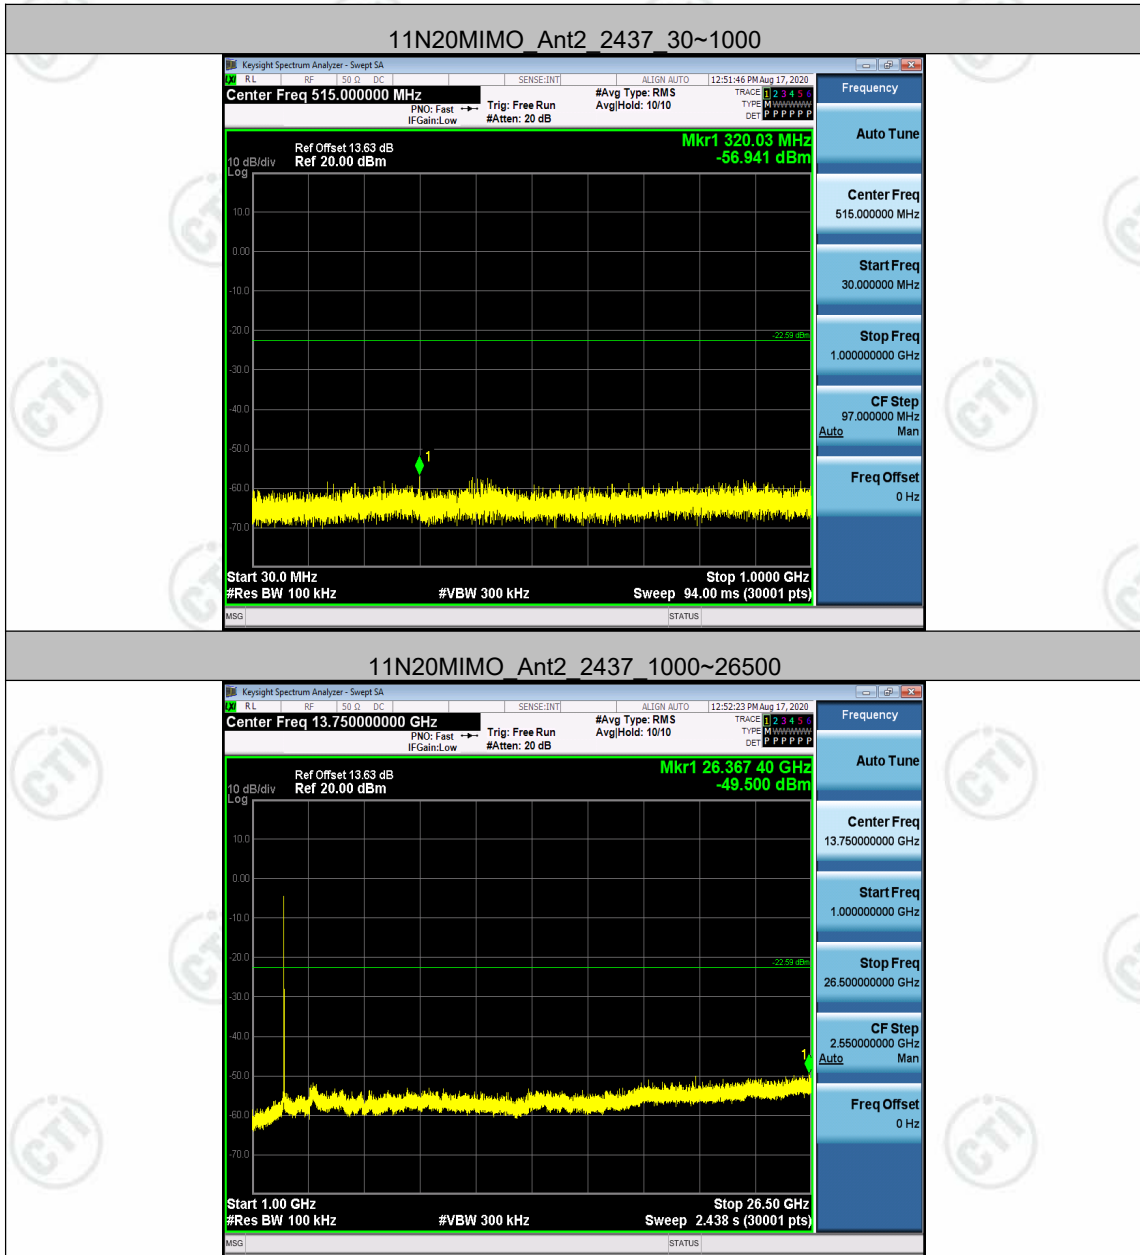 11N20MIMO_Ant2_2437_30~1000
Keysight Spectrum Analyzer - Swept SA
LXI RL RF 50 Ω DC SENSE:INT ALIGN AUTO 12:51:46 PM Aug 17, 2020
Center Freq 515.000000 MHz
PNO: Fast
IFGain:Low
Trig: Free Run
#Atten: 20 dB
#Avg Type: RMS
Avg|Hold: 10/10
TRACE 1 2 3 4 5 6
TYPE M W W W W W
DET P P P P P P
Frequency
Mkr1 320.03 MHz
-56.941 dBm
Ref Offset 13.63 dB
10 dB/div Ref 20.00 dBm
Log
10.0
0.00
-10.0
-20.0
-22.59 dBm
-30.0
-40.0
-50.0
1
-60.0
-70.0
Start 30.0 MHz
Stop 1.0000 GHz
#Res BW 100 kHz #VBW 300 kHz Sweep 94.00 ms (30001 pts)
MSG STATUS
Auto Tune
Center Freq
515.000000 MHz
Start Freq
30.000000 MHz
Stop Freq
1.000000000 GHz
CF Step
97.000000 MHz
Auto Man
Freq Offset
0 Hz
11N20MIMO_Ant2_2437_1000~26500
Keysight Spectrum Analyzer - Swept SA
LXI RL RF 50 Ω DC SENSE:INT ALIGN AUTO 12:52:23 PM Aug 17, 2020
Center Freq 13.750000000 GHz
PNO: Fast
IFGain:Low
Trig: Free Run
#Atten: 20 dB
#Avg Type: RMS
Avg|Hold: 10/10
TRACE 1 2 3 4 5 6
TYPE M W W W W W
DET P P P P P P
Frequency
Mkr1 26.367 40 GHz
-49.500 dBm
Ref Offset 13.63 dB
10 dB/div Ref 20.00 dBm
Log
10.0
0.00
-10.0
-20.0
-22.59 dBm
-30.0
-40.0
1
-50.0
-60.0
-70.0
Start 1.00 GHz
Stop 26.50 GHz
#Res BW 100 kHz #VBW 300 kHz Sweep 2.438 s (30001 pts)
MSG STATUS
Auto Tune
Center Freq
13.750000000 GHz
Start Freq
1.000000000 GHz
Stop Freq
26.500000000 GHz
CF Step
2.550000000 GHz
Auto Man
Freq Offset
0 Hz
CTI
CTI
CTI
CTI
CTI
CTI
CTI
CTI
CTI
CTI
CTI
CTI